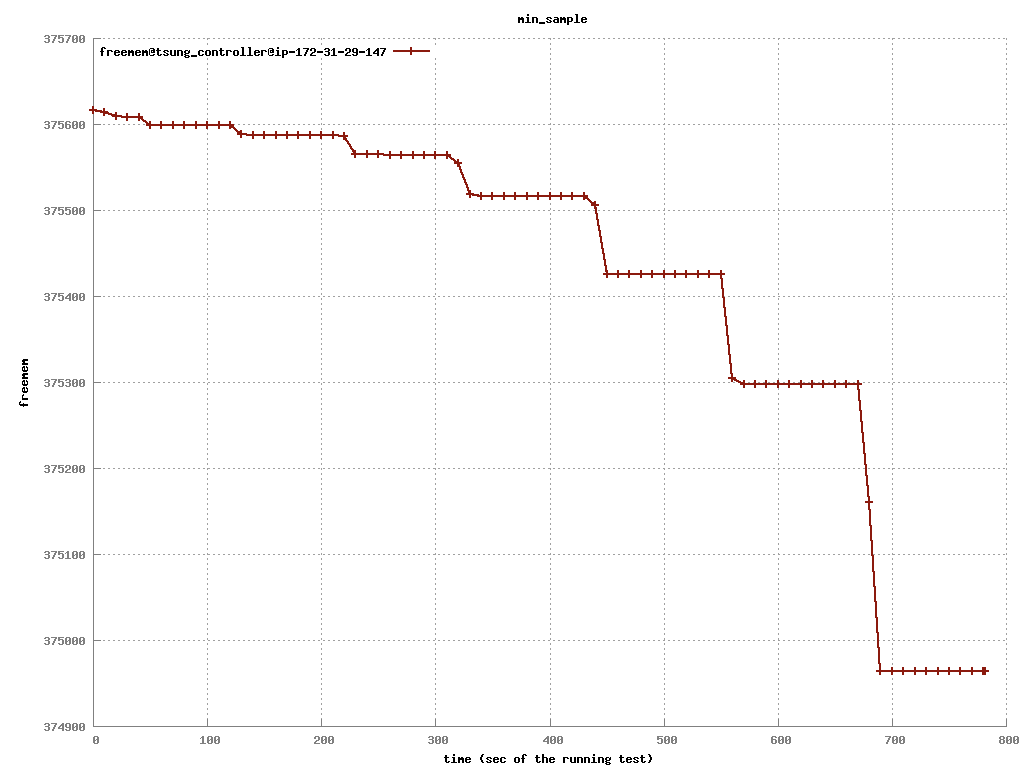 min_sample
375700
freemem@tsung_controller@ip-172-31-29-147
375600
375500
375400
375300
freemem
375200
375100
375000
374900
0 100 200 300 400 500 600 700 800
time (sec of the running test)